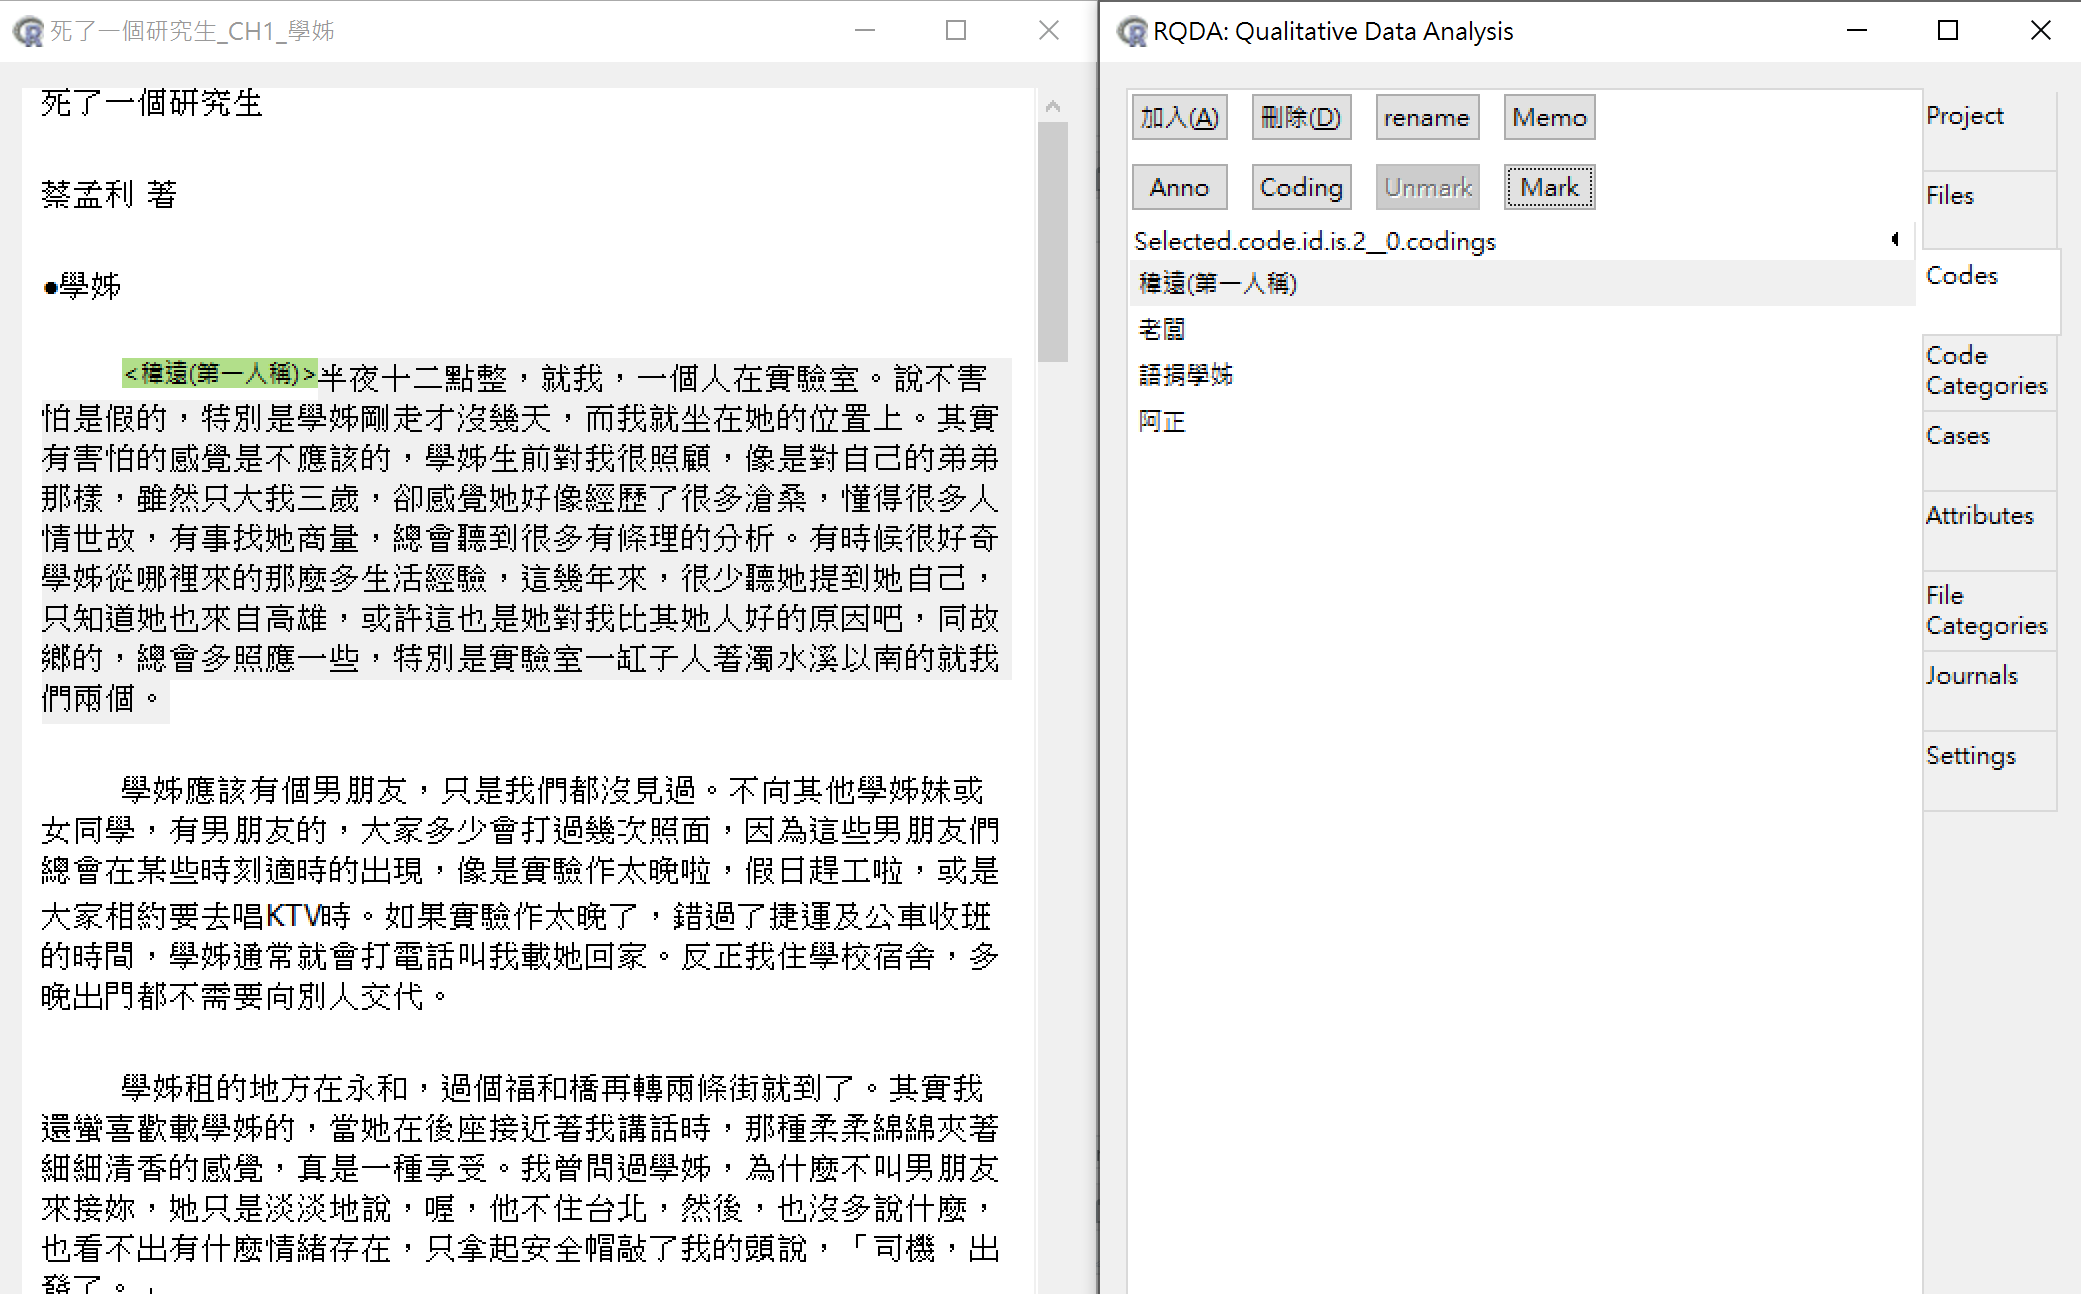 死了一個研究生_CH1_學姊
死了一個研究生
蔡孟利 著
●學姊
<樟遠(第一人稱)>半夜十二點整，就我，一個人在實驗室。說不害
怕是假的，特別是學姊剛走才沒幾天，而我就坐在她的位置上。其實
有害怕的感覺是不應該的，學姊生前對我很照顧，像是對自己的弟弟
那樣，雖然只大我三歲，卻感覺她好像經歷了很多滄桑，懂得很多人
情世故，有事找她商量，總會聽到很多有條理的分析。有時候很好奇
學姊從哪裡來的那麼多生活經驗，這幾年來，很少聽她提到她自己，
只知道她也來自高雄，或許這也是她對我比其她人好的原因吧，同故
鄉的，總會多照應一些，特別是實驗室一缸子人著濁水溪以南的就我
們兩個。
學姊應該有個男朋友，只是我們都沒見過。不向其他學姊妹或
女同學，有男朋友的，大家多少會打過幾次照面，因為這些男朋友們
總會在某些時刻適時的出現，像是實驗作太晚啦，假日趕工啦，或是
大家相約要去唱KTV時。如果實驗作太晚了，錯過了捷運及公車收班
的時間，學姊通常就會打電話叫我載她回家。反正我住學校宿舍，多
晚出門都不需要向別人交代。
學姊租的地方在永和，過個福和橋再轉兩條街就到了。其實我
還蠻喜歡載學姊的，當她在後座接近著我講話時，那種柔柔綿綿夾著
細細清香的感覺，真是一種享受。我曾問過學姊，為什麼不叫男朋友
來接妳，她只是淡淡地說，喔，他不住台北，然後，也沒多說什麼，
也看不出有什麼情緒存在，只拿起安全帽敲了我的頭說，「司機，出
發了。」
RQDA: Qualitative Data Analysis
加入(A) 刪除(D) rename Memo
Anno Coding Unmark Mark
Selected.code.id.is.2__0.codings
老闆
語捐學姊
阿正
Project
Files
Codes
Code
Categories
Cases
Attributes
File
Categories
Journals
Settings